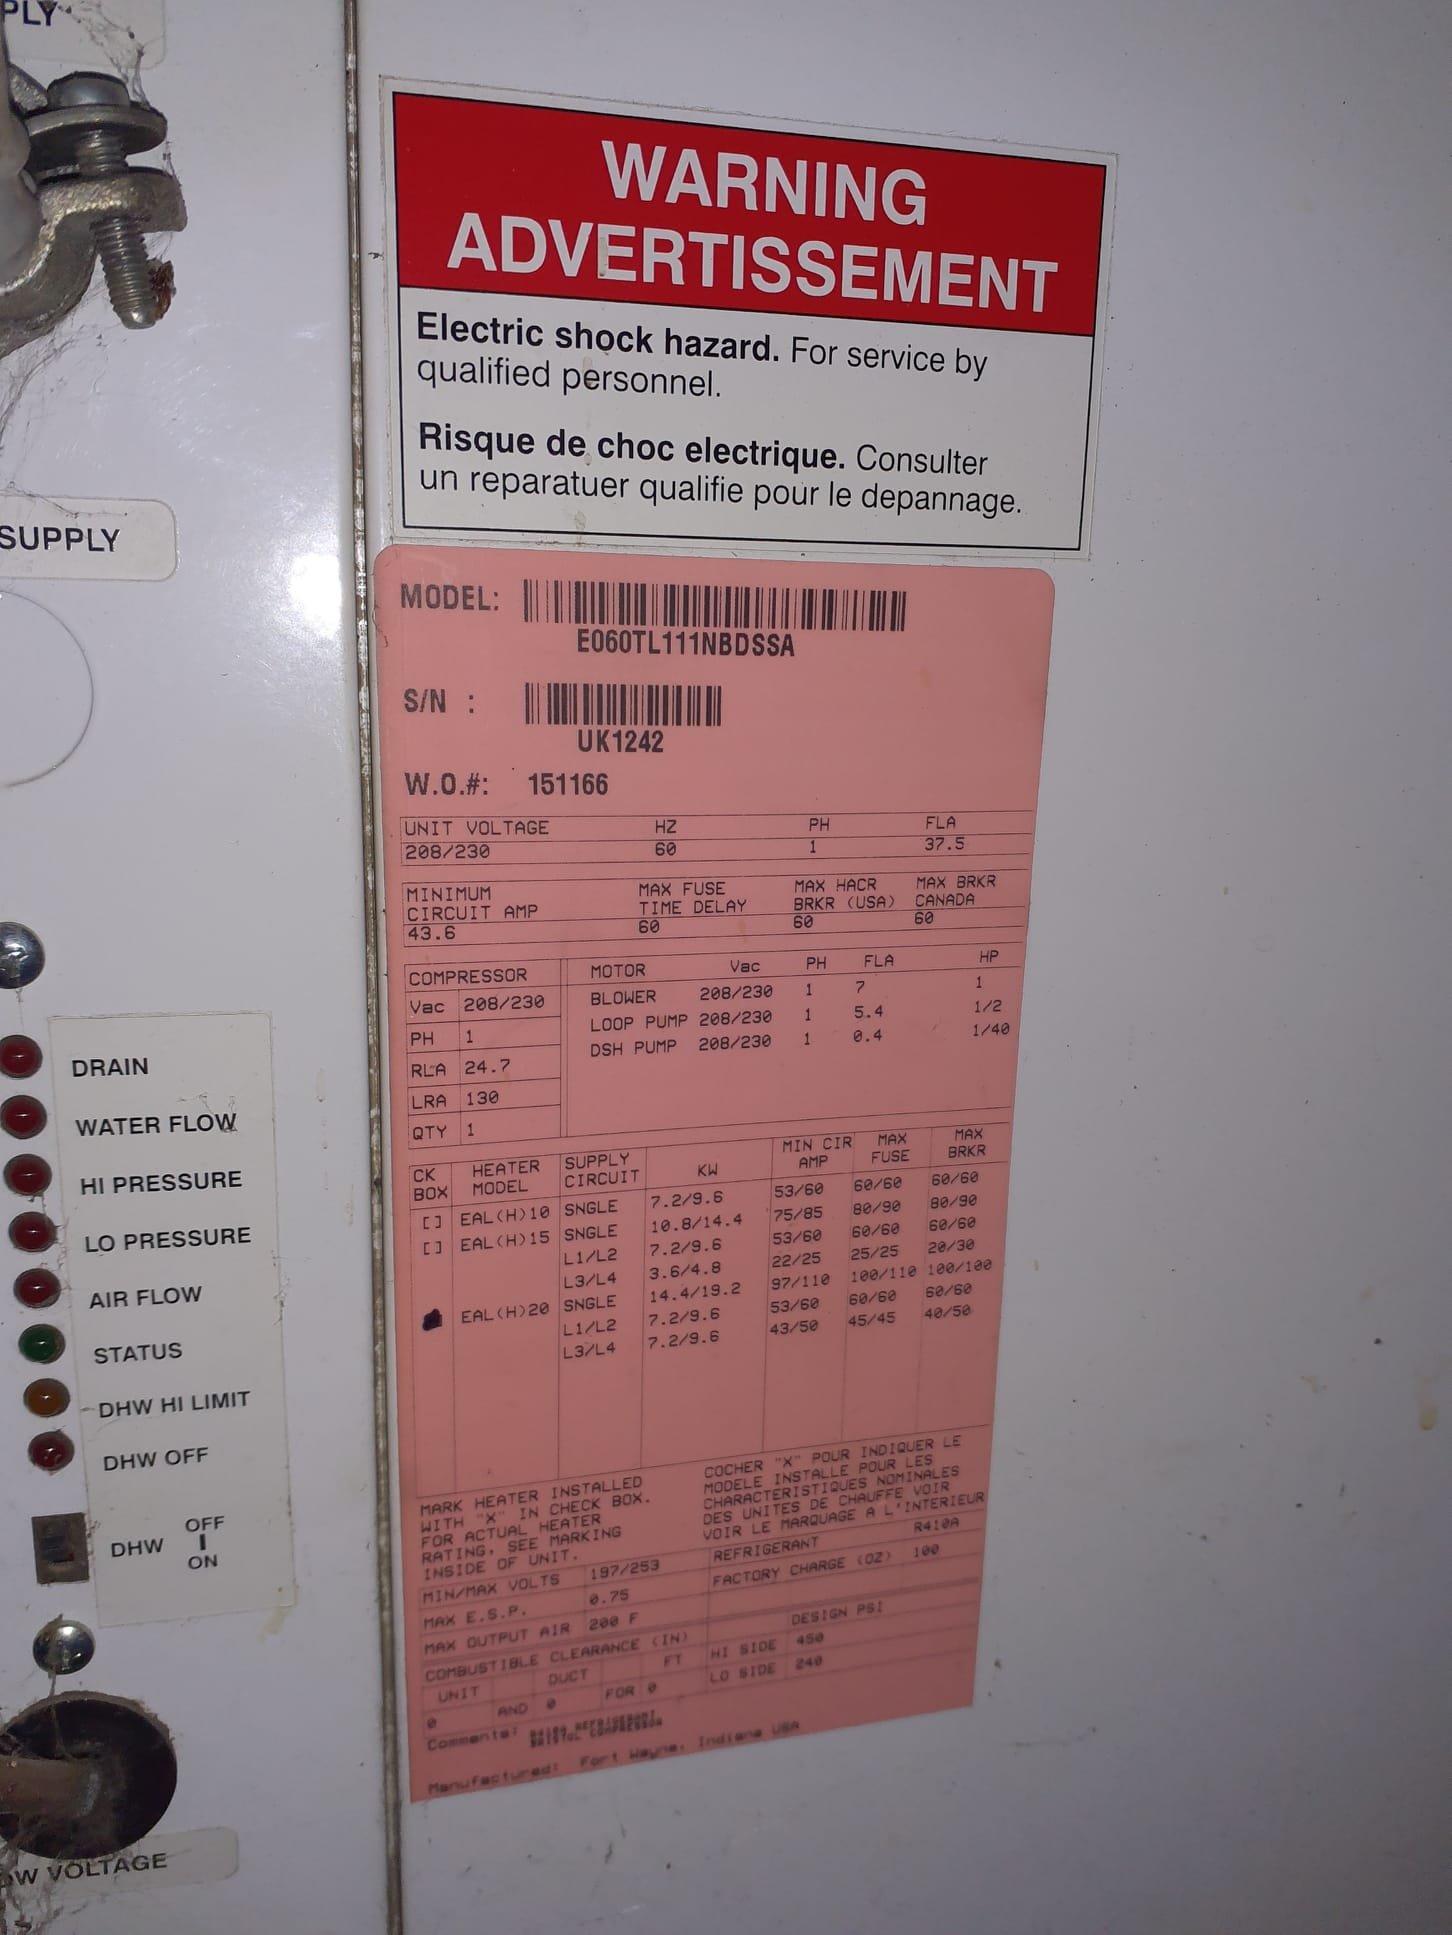 PLY
SUPPLY
WARNING
ADVERTISSEMENT
Electric shock hazard. For service by
qualified personnel.
Risque de choc electrique. Consulter
un reparatuer qualifie pour le depannage.
MODEL:
E060TL111NBDSSA
S/N :
UK1242
W.O.#: 151166
UNIT VOLTAGE HZ PH FLA
208/230 60 1 37.5
MINIMUM MAX FUSE MAX HACR MAX BRKR
CIRCUIT AMP TIME DELAY BRKR (USA) CANADA
43.6 60 60 60
COMPRESSOR
Vac 208/230
PH 1
RLA 24.7
LRA 130
QTY 1
MOTOR Vac PH FLA HP
BLOWER 208/230 1 7 1
LOOP PUMP 208/230 1 5.4 1/2
DSH PUMP 208/230 1 0.4 1/40
CK HEATER SUPPLY KW MIN CIR MAX MAX
BOX MODEL CIRCUIT AMP FUSE BRKR
[] EAL(H)10 SNGLE 7.2/9.6 53/60 60/60 60/60
[] EAL(H)15 SNGLE 10.8/14.4 75/85 80/90 80/90
L1/L2 7.2/9.6 53/60 60/60 60/60
L3/L4 3.6/4.8 22/25 25/25 20/30
EAL(H)20 SNGLE 14.4/19.2 97/110 100/110 100/100
L1/L2 7.2/9.6 53/60 60/60 60/60
L3/L4 7.2/9.6 43/50 45/45 40/50
MARK HEATER INSTALLED
WITH "X" IN CHECK BOX.
FOR ACTUAL HEATER
RATING, SEE MARKING
INSIDE OF UNIT.
COCHER "X" POUR INDIQUER LE
MODELE INSTALLE POUR LES
CHARACTERISTIQUES NOMINALES
DES UNITES DE CHAUFFE VOIR
VOIR LE MARQUAGE A L'INTERIEUR
MIN/MAX VOLTS 197/253
MAX E.S.P. 0.75
MAX OUTPUT AIR 200 F
REFRIGERANT R410A
FACTORY CHARGE (OZ) 100
COMBUSTIBLE CLEARANCE (IN)
UNIT DUCT FT
0 AND 0 FOR 0
DESIGN PSI
HI SIDE 450
LO SIDE 240
Comments: R410A REFRIGERANT
BRISTOL COMPRESSOR
Manufactured: Fort Wayne, Indiana USA
DRAIN
WATER FLOW
HI PRESSURE
LO PRESSURE
AIR FLOW
STATUS
DHW HI LIMIT
DHW OFF
OFF
DHW
ON
OW VOLTAGE